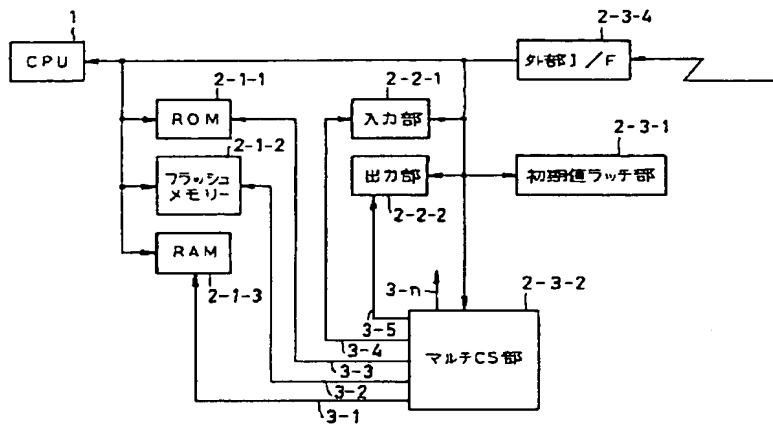 1
CPU
2-3-4
外部I/F
2-1-1
ROM
2-2-1
入力部
2-1-2
フラッシュ
メモリー
2-3-1
出力部
初期値ラッチ部
2-2-2
RAM
2-1-3
3-n
2-3-2
3-5
3-4
マルチCS部
3-3
3-2
3-1